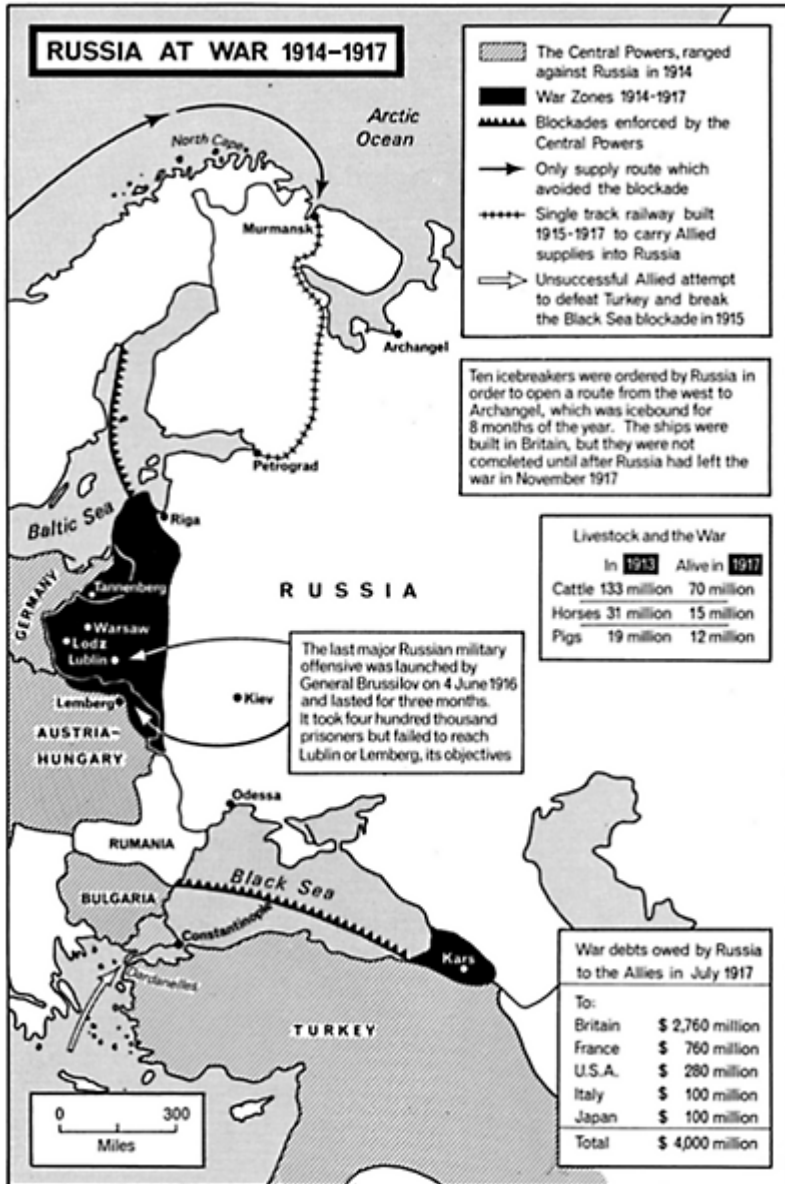 RUSSIA AT WAR 1914–1917
The Central Powers, ranged
against Russia in 1914
War Zones 1914-1917
Blockades enforced by the
Central Powers
Only supply route which
avoided the blockade
Single track railway built
1915-1917 to carry Allied
supplies into Russia
Unsuccessful Allied attempt
to defeat Turkey and break
the Black Sea blockade in 1915
Arctic
Ocean
North Cape
Murmansk
Archangel
Ten icebreakers were ordered by Russia in
order to open a route from the west to
Archangel, which was icebound for
8 months of the year. The ships were
built in Britain, but they were not
completed until after Russia had left the
war in November 1917
Petrograd
Baltic Sea
Riga
Livestock and the War
In 1913 Alive in 1917
Cattle 133 million 70 million
Horses 31 million 15 million
Pigs 19 million 12 million
GERMANY
Tannenberg
RUSSIA
Warsaw
Lodz
Lublin
The last major Russian military
offensive was launched by
General Brussilov on 4 June 1916
and lasted for three months.
It took four hundred thousand
prisoners but failed to reach
Lublin or Lemberg, its objectives
Kiev
Lemberg
AUSTRIA–
HUNGARY
Odessa
RUMANIA
Black Sea
BULGARIA
Constantinople
Dardanelles
Kars
TURKEY
War debts owed by Russia
to the Allies in July 1917
To:
Britain $ 2,760 million
France $ 760 million
U.S.A. $ 280 million
Italy $ 100 million
Japan $ 100 million
Total $ 4,000 million
0 300
Miles